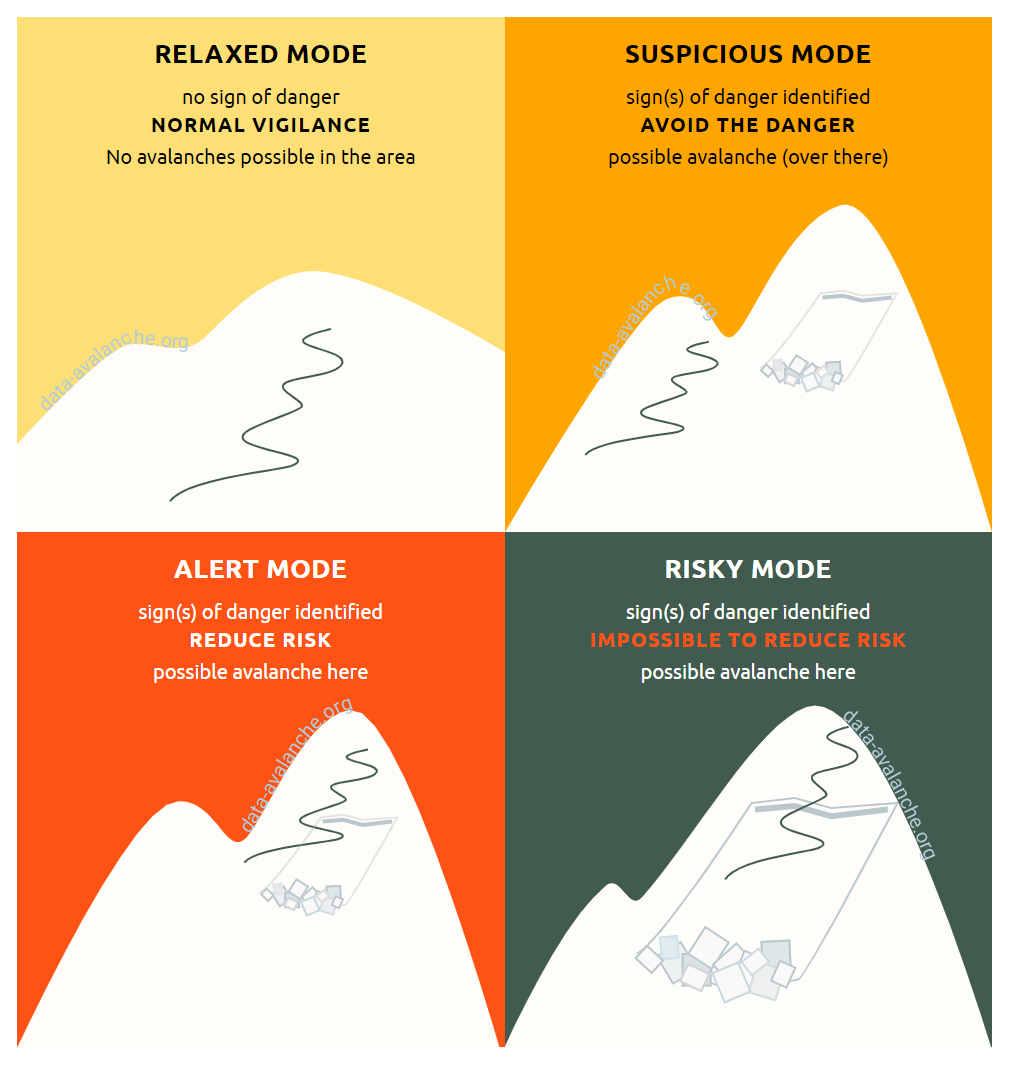 RELAXED MODE
no sign of danger
NORMAL VIGILANCE
No avalanches possible in the area
data-avalanche.org
SUSPICIOUS MODE
sign(s) of danger identified
AVOID THE DANGER
possible avalanche (over there)
data-avalanche.org
ALERT MODE
sign(s) of danger identified
REDUCE RISK
possible avalanche here
data-avalanche.org
RISKY MODE
sign(s) of danger identified
IMPOSSIBLE TO REDUCE RISK
possible avalanche here
data-avalanche.org